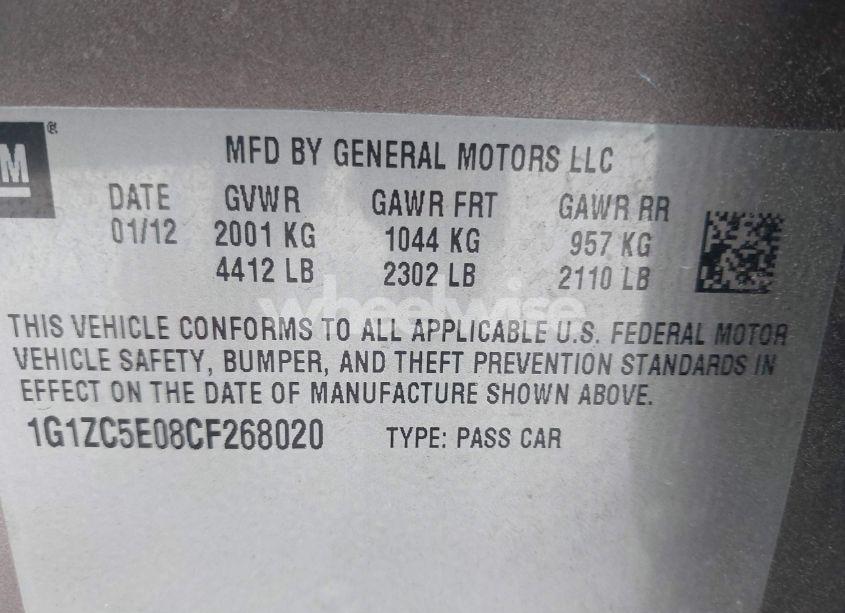 M ®
MFD BY GENERAL MOTORS LLC
DATE GVWR GAWR FRT GAWR RR
01/12 2001 KG 1044 KG 957 KG
4412 LB 2302 LB 2110 LB
wheelwise
THIS VEHICLE CONFORMS TO ALL APPLICABLE U.S. FEDERAL MOTOR
VEHICLE SAFETY, BUMPER, AND THEFT PREVENTION STANDARDS IN
EFFECT ON THE DATE OF MANUFACTURE SHOWN ABOVE.
1G1ZC5E08CF268020 TYPE: PASS CAR